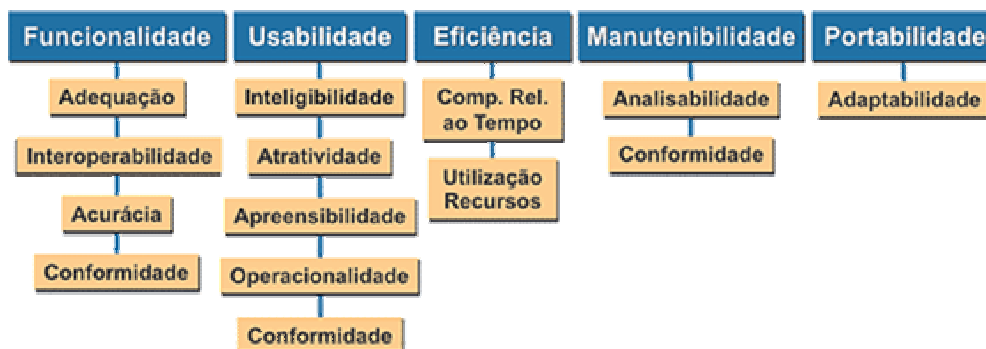 Funcionalidade
Adequação
Interoperabilidade
Acurácia
Conformidade
Usabilidade
Inteligibilidade
Atratividade
Apreensibilidade
Operacionalidade
Conformidade
Eficiência
Comp. Rel.
ao Tempo
Utilização
Recursos
Manutenibilidade
Analisabilidade
Conformidade
Portabilidade
Adaptabilidade